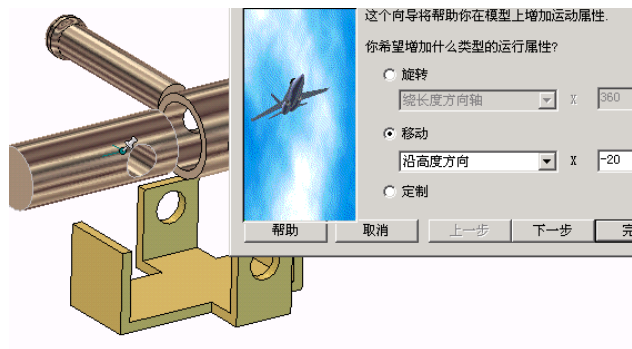 这个向导将帮助你在模型上增加运动属性.
你希望增加什么类型的运行属性?
旋转
绕长度方向轴 X 360
移动
沿高度方向 X -20
定制
帮助 取消 上一步 下一步 完